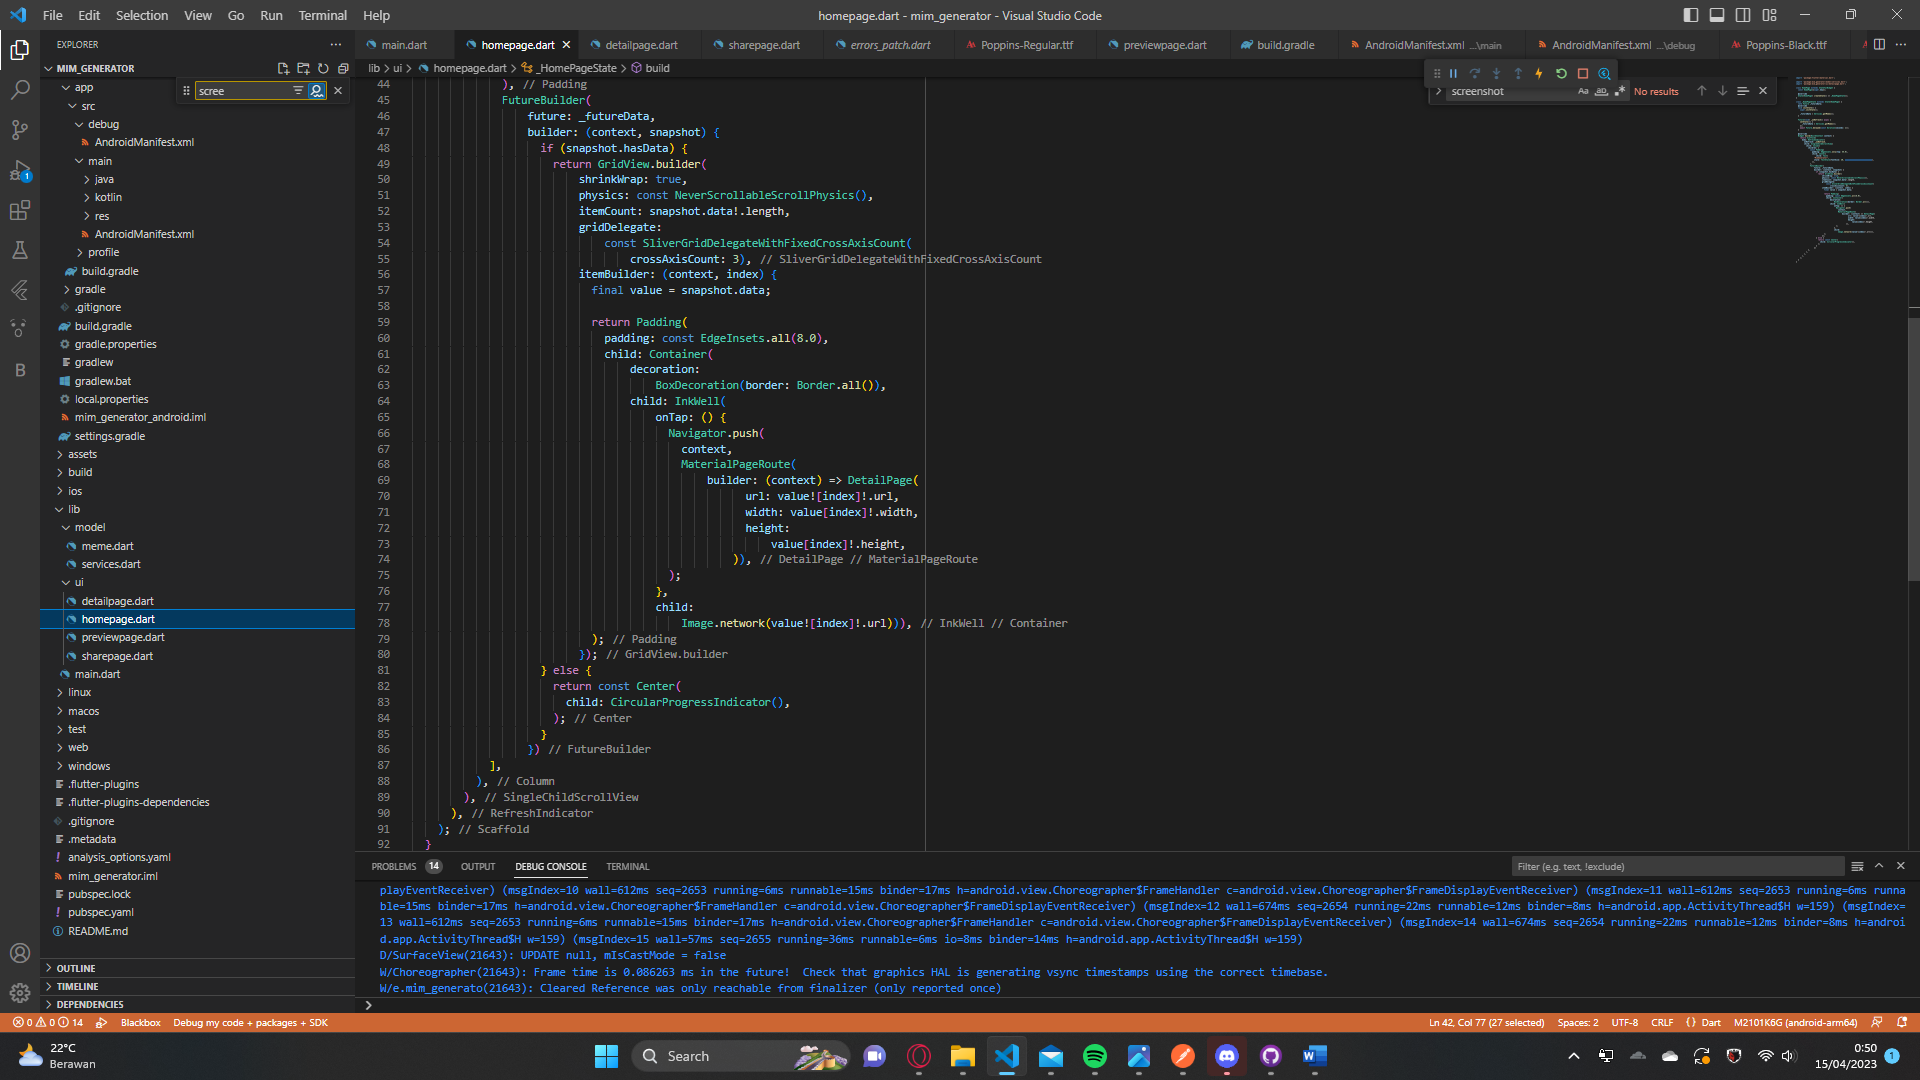 File Edit Selection View Go Run Terminal Help
homepage.dart - mim_generator - Visual Studio Code
EXPLORER
MIM_GENERATOR
scree
app
src
debug
AndroidManifest.xml
main
java
kotlin
res
AndroidManifest.xml
profile
build.gradle
gradle
.gitignore
build.gradle
gradle.properties
gradlew
gradlew.bat
local.properties
mim_generator_android.iml
settings.gradle
assets
build
ios
lib
model
meme.dart
services.dart
ui
detailpage.dart
homepage.dart
previewpage.dart
sharepage.dart
main.dart
linux
macos
test
web
windows
.flutter-plugins
.flutter-plugins-dependencies
.gitignore
.metadata
analysis_options.yaml
mim_generator.iml
pubspec.lock
pubspec.yaml
README.md
OUTLINE
TIMELINE
DEPENDENCIES
main.dart homepage.dart detailpage.dart sharepage.dart errors_patch.dart Poppins-Regular.ttf previewpage.dart build.gradle AndroidManifest.xml ...\main AndroidManifest.xml ...\debug Poppins-Black.ttf
lib > ui > homepage.dart > _HomePageState > build
screenshot Aa ab .* No results
44 ), // Padding
45 FutureBuilder(
46 future: _futureData,
47 builder: (context, snapshot) {
48 if (snapshot.hasData) {
49 return GridView.builder(
50 shrinkWrap: true,
51 physics: const NeverScrollableScrollPhysics(),
52 itemCount: snapshot.data!.length,
53 gridDelegate:
54 const SliverGridDelegateWithFixedCrossAxisCount(
55 crossAxisCount: 3), // SliverGridDelegateWithFixedCrossAxisCount
56 itemBuilder: (context, index) {
57 final value = snapshot.data;
58
59 return Padding(
60 padding: const EdgeInsets.all(8.0),
61 child: Container(
62 decoration:
63 BoxDecoration(border: Border.all()),
64 child: InkWell(
65 onTap: () {
66 Navigator.push(
67 context,
68 MaterialPageRoute(
69 builder: (context) => DetailPage(
70 url: value![index]!.url,
71 width: value[index]!.width,
72 height:
73 value[index]!.height,
74 )), // DetailPage // MaterialPageRoute
75 );
76 },
77 child:
78 Image.network(value![index]!.url))), // InkWell // Container
79 ); // Padding
80 }); // GridView.builder
81 } else {
82 return const Center(
83 child: CircularProgressIndicator(),
84 ); // Center
85 }
86 }) // FutureBuilder
87 ],
88 ), // Column
89 ), // SingleChildScrollView
90 ), // RefreshIndicator
91 ); // Scaffold
92 }
PROBLEMS 14 OUTPUT DEBUG CONSOLE TERMINAL
Filter (e.g. text, !exclude)
playEventReceiver) (msgIndex=10 wall=612ms seq=2653 running=6ms runnable=15ms binder=17ms h=android.view.Choreographer$FrameHandler c=android.view.Choreographer$FrameDisplayEventReceiver) (msgIndex=11 wall=612ms seq=2653 running=6ms runna
ble=15ms binder=17ms h=android.view.Choreographer$FrameHandler c=android.view.Choreographer$FrameDisplayEventReceiver) (msgIndex=12 wall=674ms seq=2654 running=22ms runnable=12ms binder=8ms h=android.app.ActivityThread$H w=159) (msgIndex=
13 wall=612ms seq=2653 running=6ms runnable=15ms binder=17ms h=android.view.Choreographer$FrameHandler c=android.view.Choreographer$FrameDisplayEventReceiver) (msgIndex=14 wall=674ms seq=2654 running=22ms runnable=12ms binder=8ms h=androi
d.app.ActivityThread$H w=159) (msgIndex=15 wall=57ms seq=2655 running=36ms runnable=6ms io=8ms binder=14ms h=android.app.ActivityThread$H w=159)
D/SurfaceView(21643): UPDATE null, mIsCastMode = false
W/Choreographer(21643): Frame time is 0.086263 ms in the future!  Check that graphics HAL is generating vsync timestamps using the correct timebase.
W/e.mim_generato(21643): Cleared Reference was only reachable from finalizer (only reported once)
0 0 14 Blackbox Debug my code + packages + SDK
Ln 42, Col 77 (27 selected) Spaces: 2 UTF-8 CRLF {} Dart M2101K6G (android-arm64)
22°C
Berawan
Search
0:50
15/04/2023
1